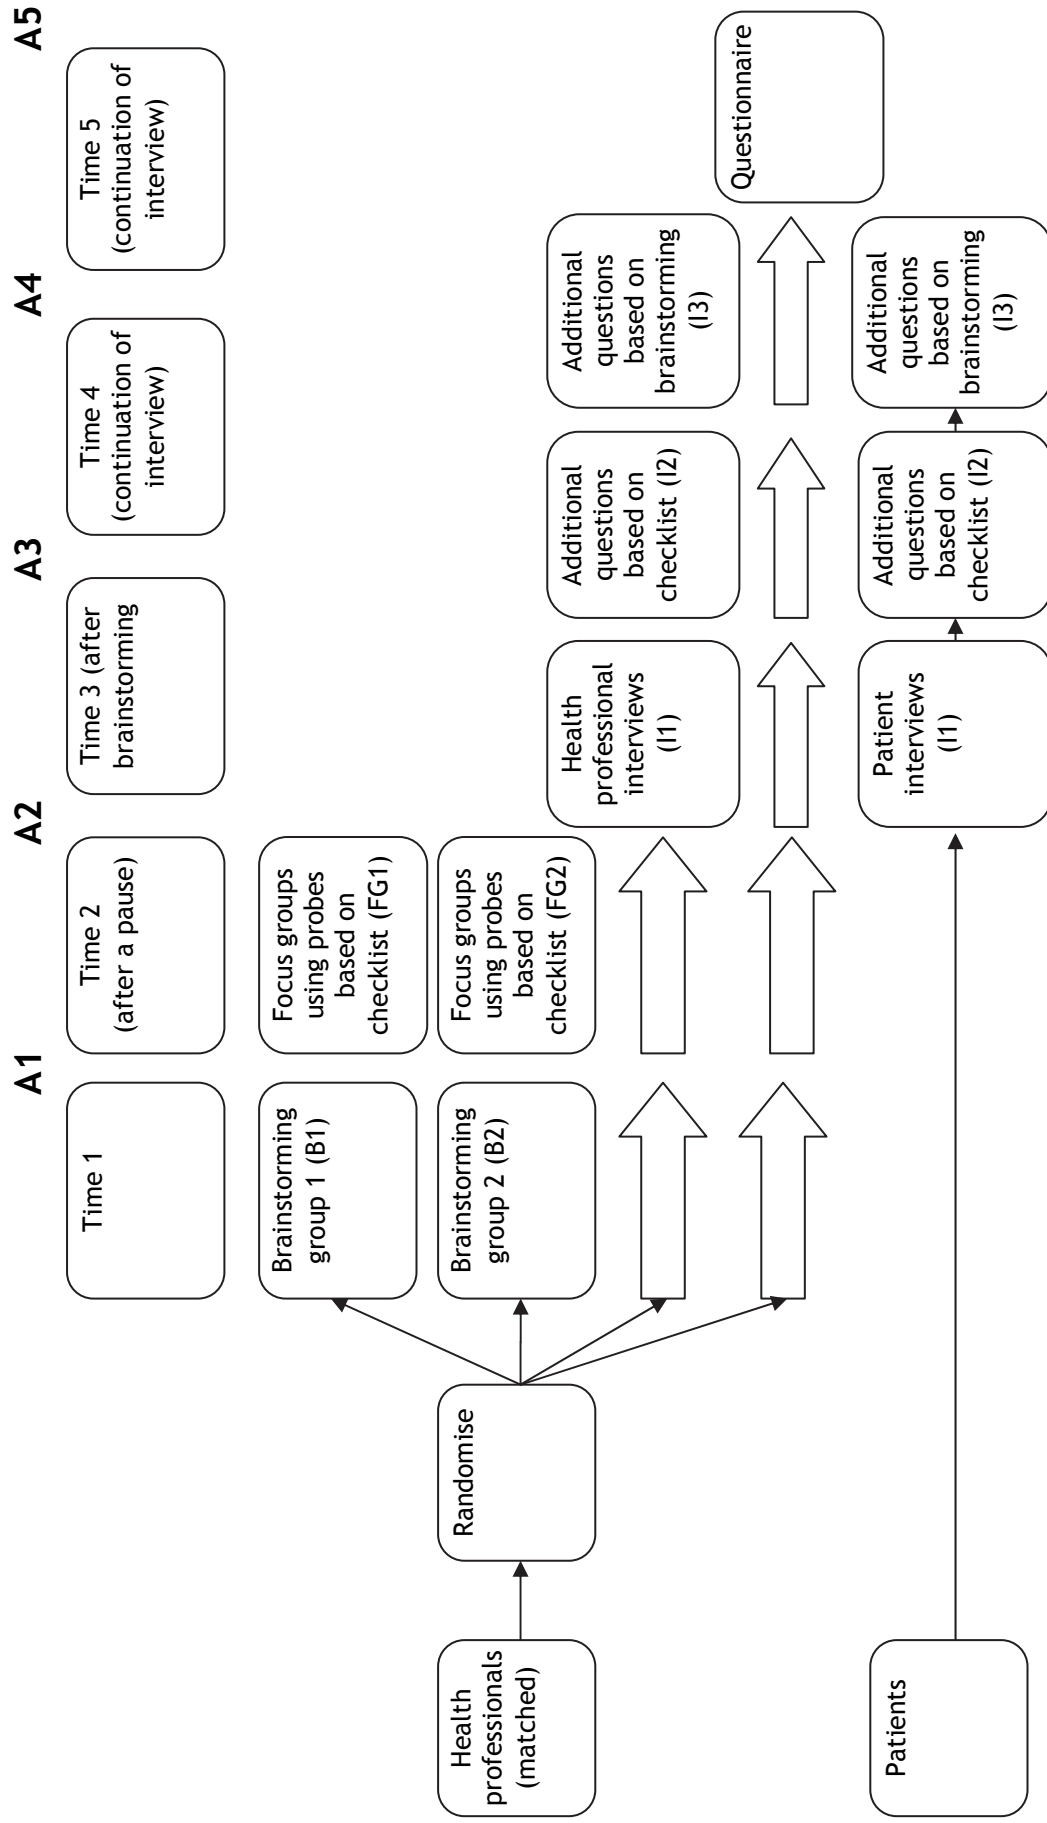 A1
A2
A3
A4
A5
Time 1
Time 2
(after a pause)
Time 3 (after
brainstorming
Time 4
(continuation of
interview)
Time 5
(continuation of
interview)
Health
professionals
(matched)
Randomise
Brainstorming
group 1 (B1)
Focus groups
using probes
based on
checklist (FG1)
Brainstorming
group 2 (B2)
Focus groups
using probes
based on
checklist (FG2)
Health
professional
interviews
(I1)
Additional
questions
based on
checklist (I2)
Additional
questions
based on
brainstorming
(I3)
Questionnaire
Patients
Patient
interviews
(I1)
Additional
questions
based on
checklist (I2)
Additional
questions
based on
brainstorming
(I3)